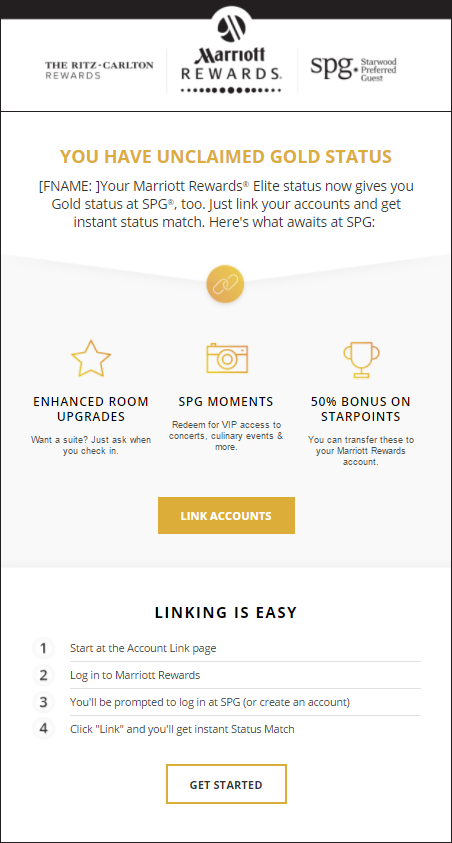 THE RITZ-CARLTON
REWARDS
Marriott
REWARDS®
spg.
Starwood
Preferred
Guest
YOU HAVE UNCLAIMED GOLD STATUS
[FNAME: ]Your Marriott Rewards® Elite status now gives you
Gold status at SPG®, too. Just link your accounts and get
instant status match. Here's what awaits at SPG:
ENHANCED ROOM
UPGRADES
Want a suite? Just ask when
you check in.
SPG MOMENTS
Redeem for VIP access to
concerts, culinary events &
more.
50% BONUS ON
STARPOINTS
You can transfer these to
your Marriott Rewards
account.
LINK ACCOUNTS
LINKING IS EASY
1 Start at the Account Link page
2 Log in to Marriott Rewards
3 You'll be prompted to log in at SPG (or create an account)
4 Click "Link" and you'll get instant Status Match
GET STARTED